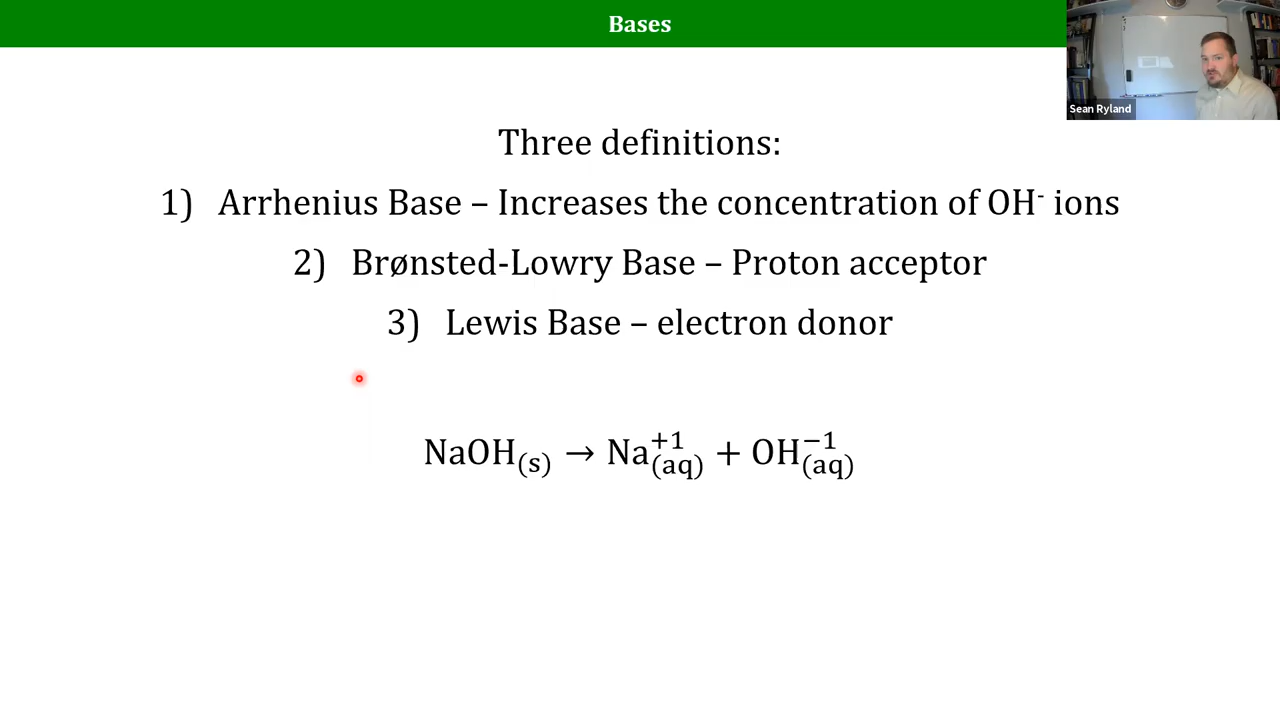 Bases
Sean Ryland
Three definitions:
1) Arrhenius Base – Increases the concentration of OH⁻ ions
2) Brønsted-Lowry Base – Proton acceptor
3) Lewis Base – electron donor
NaOH₍s₎ → Na⁺¹₍aq₎ + OH⁻¹₍aq₎